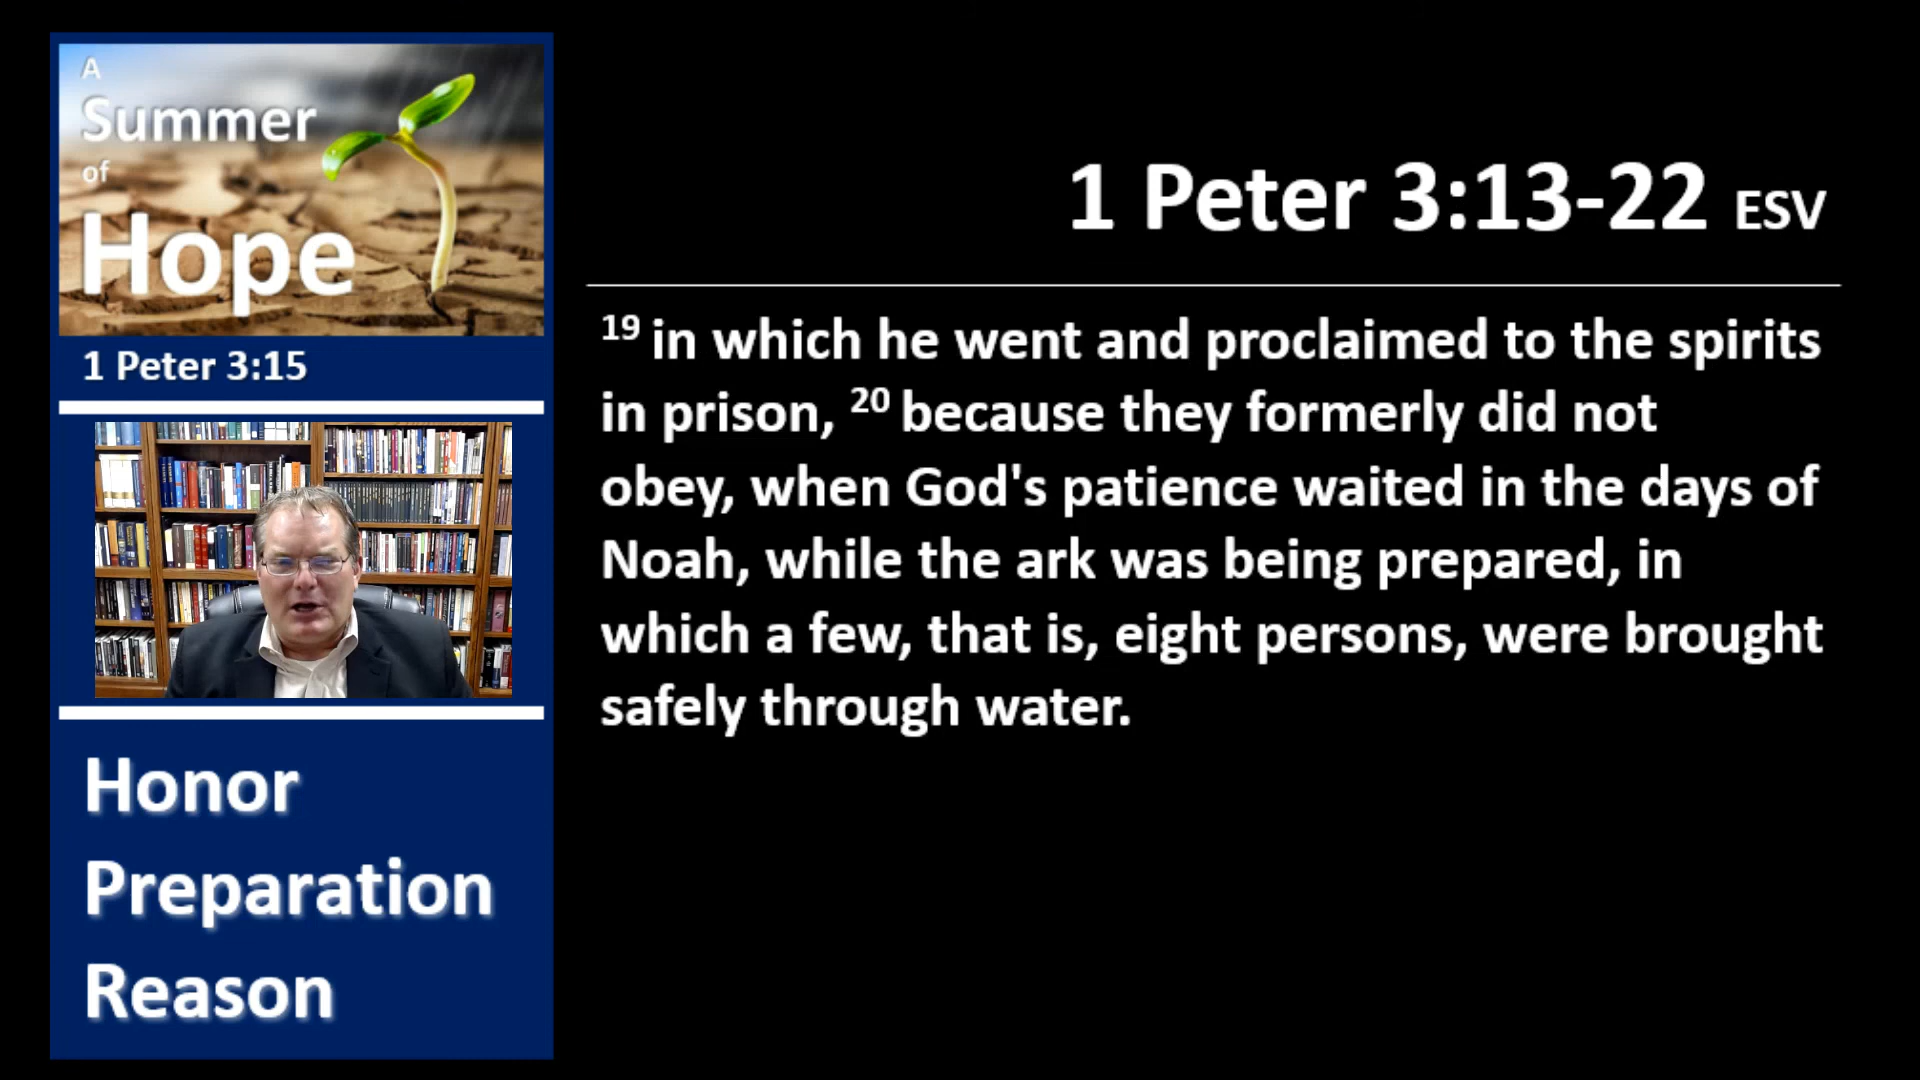 A
Summer
of
Hope
1 Peter 3:15
Honor
Preparation
Reason
1 Peter 3:13-22 ESV
19 in which he went and proclaimed to the spirits
in prison, 20 because they formerly did not
obey, when God's patience waited in the days of
Noah, while the ark was being prepared, in
which a few, that is, eight persons, were brought
safely through water.